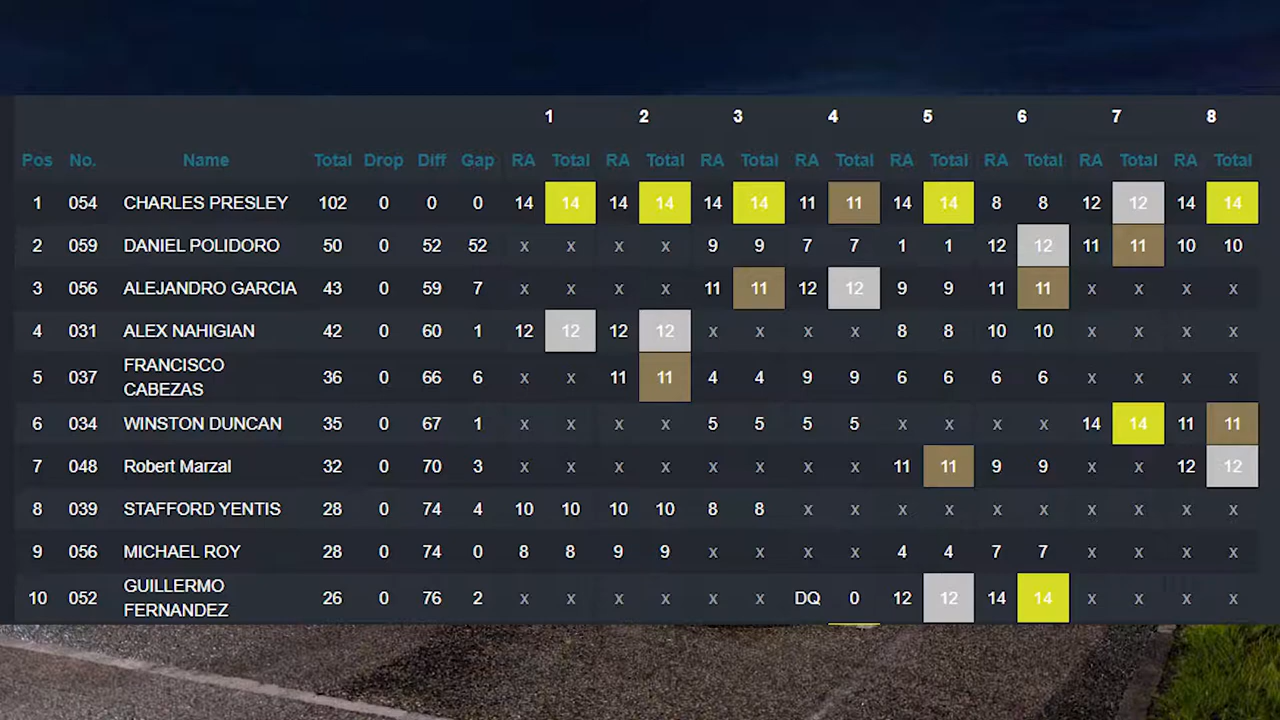 1 2 3 4 5 6 7 8
Pos No. Name Total Drop Diff Gap RA Total RA Total RA Total RA Total RA Total RA Total RA Total RA Total
1 054 CHARLES PRESLEY 102 0 0 0 14 14 14 14 14 14 11 11 14 14 8 8 12 12 14 14
2 059 DANIEL POLIDORO 50 0 52 52 x x x x 9 9 7 7 1 1 12 12 11 11 10 10
3 056 ALEJANDRO GARCIA 43 0 59 7 x x x x 11 11 12 12 9 9 11 11 x x x x
4 031 ALEX NAHIGIAN 42 0 60 1 12 12 12 12 x x x x 8 8 10 10 x x x x
5 037 FRANCISCO CABEZAS 36 0 66 6 x x 11 11 4 4 9 9 6 6 6 6 x x x x
6 034 WINSTON DUNCAN 35 0 67 1 x x x x 5 5 5 5 x x x x 14 14 11 11
7 048 Robert Marzal 32 0 70 3 x x x x x x x x 11 11 9 9 x x 12 12
8 039 STAFFORD YENTIS 28 0 74 4 10 10 10 10 8 8 x x x x x x x x x x
9 056 MICHAEL ROY 28 0 74 0 8 8 9 9 x x x x 4 4 7 7 x x x x
10 052 GUILLERMO FERNANDEZ 26 0 76 2 x x x x x x DQ 0 12 12 14 14 x x x x